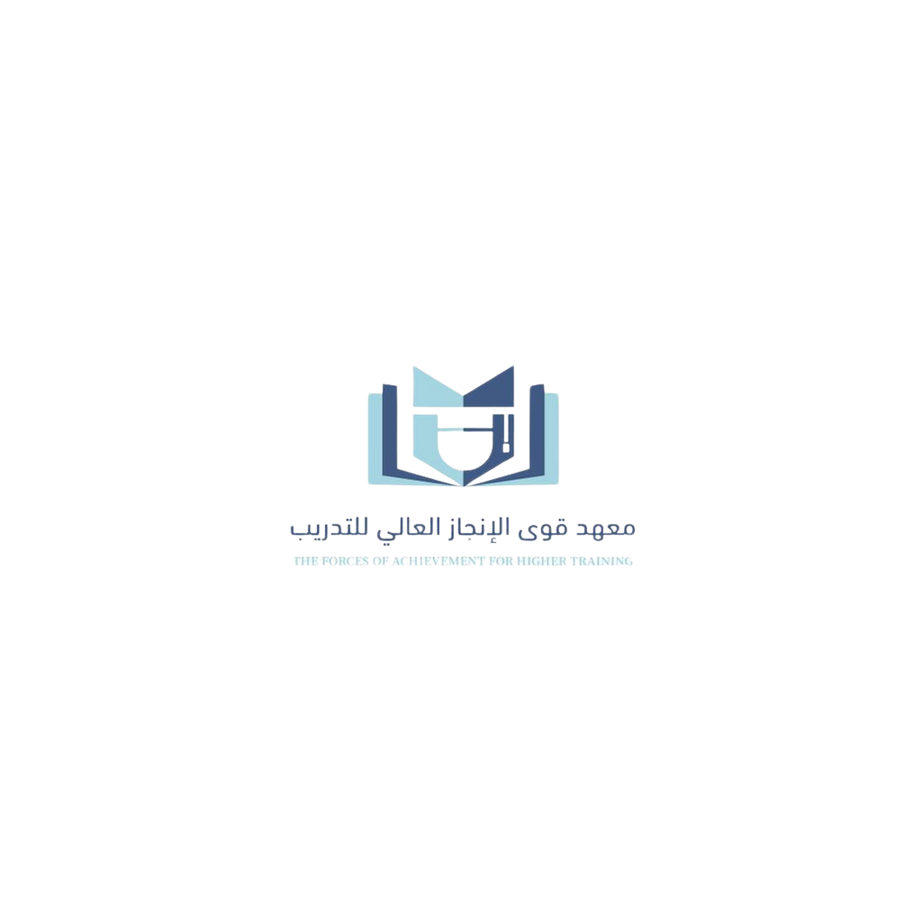 معهد قوى الإنجاز العالي للتدريب
THE FORCES OF ACHIEVEMENT FOR HIGHER TRAINING